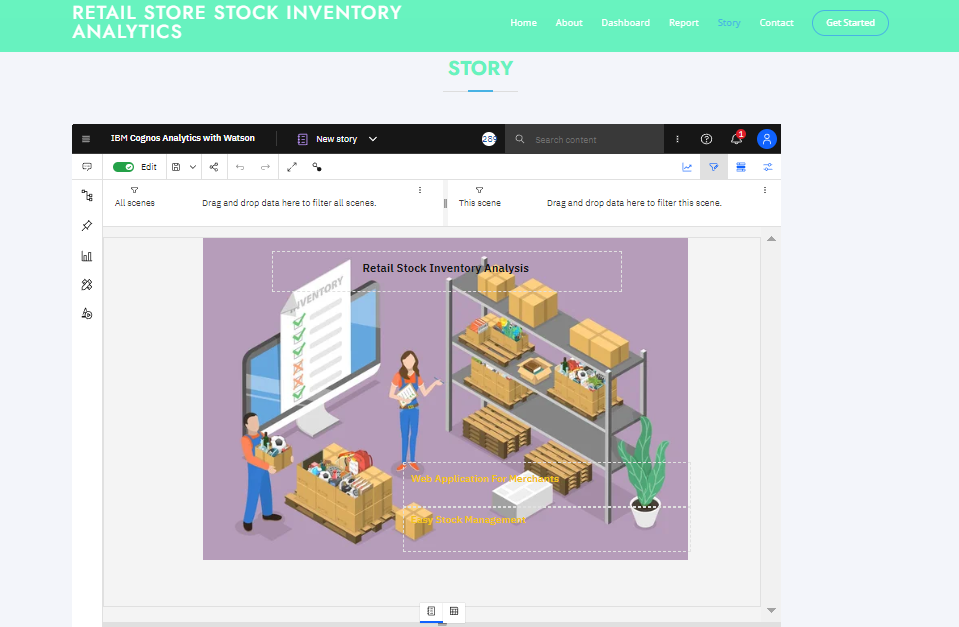 RETAIL STORE STOCK INVENTORY
ANALYTICS
Home About Dashboard Report Story Contact Get Started
STORY
IBM Cognos Analytics with Watson
New story
289
Search content
1
Edit
All scenes
Drag and drop data here to filter all scenes.
This scene
Drag and drop data here to filter this scene.
Retail Stock Inventory Analysis
INVENTORY
Web Application For Merchants
Easy Stock Management